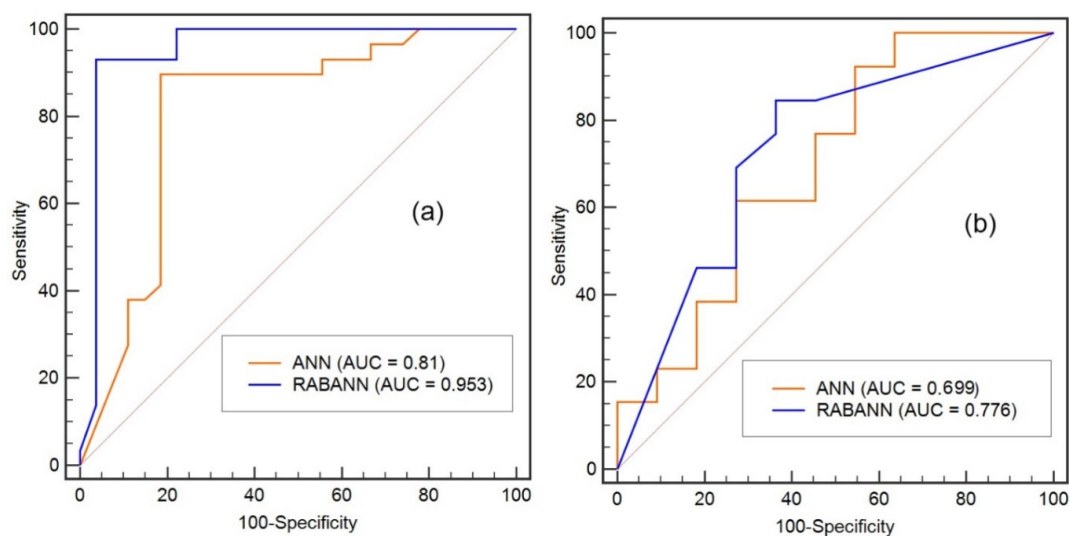 100
80
60
40
20
0
Sensitivity
(a)
ANN (AUC = 0.81)
RABANN (AUC = 0.953)
0 20 40 60 80 100
100-Specificity
100
80
60
40
20
0
Sensitivity
(b)
ANN (AUC = 0.699)
RABANN (AUC = 0.776)
0 20 40 60 80 100
100-Specificity